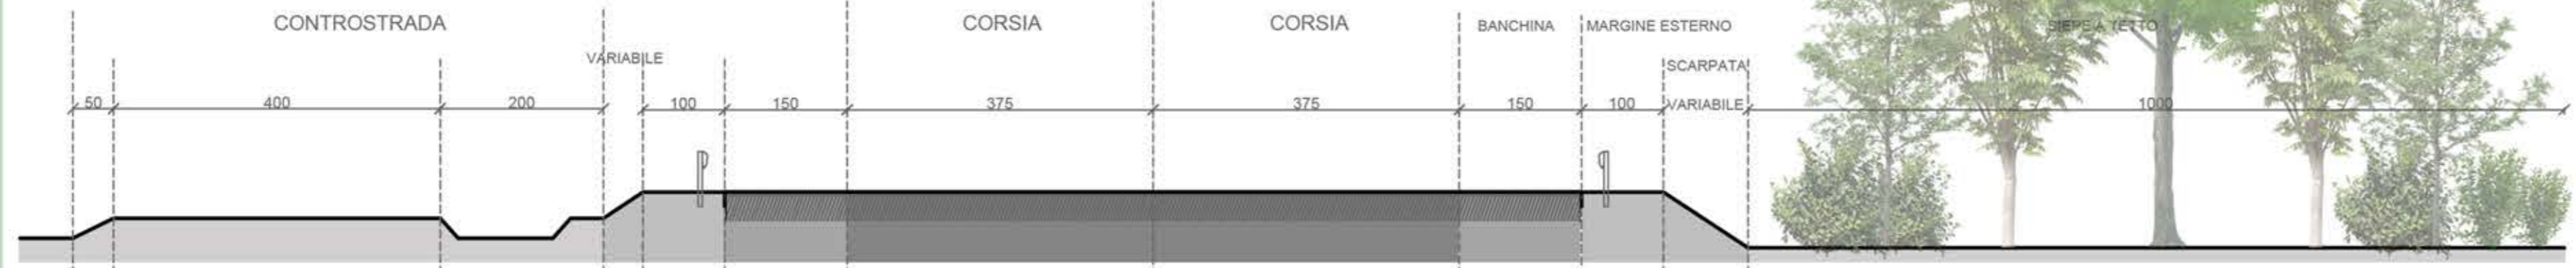 CONTROSTRADA
CORSIA
CORSIA
BANCHINA
MARGINE ESTERNO
SIEPE A TETTO
VARIABILE
SCARPATA
50
400
200
100
150
375
375
150
100
VARIABILE
1000